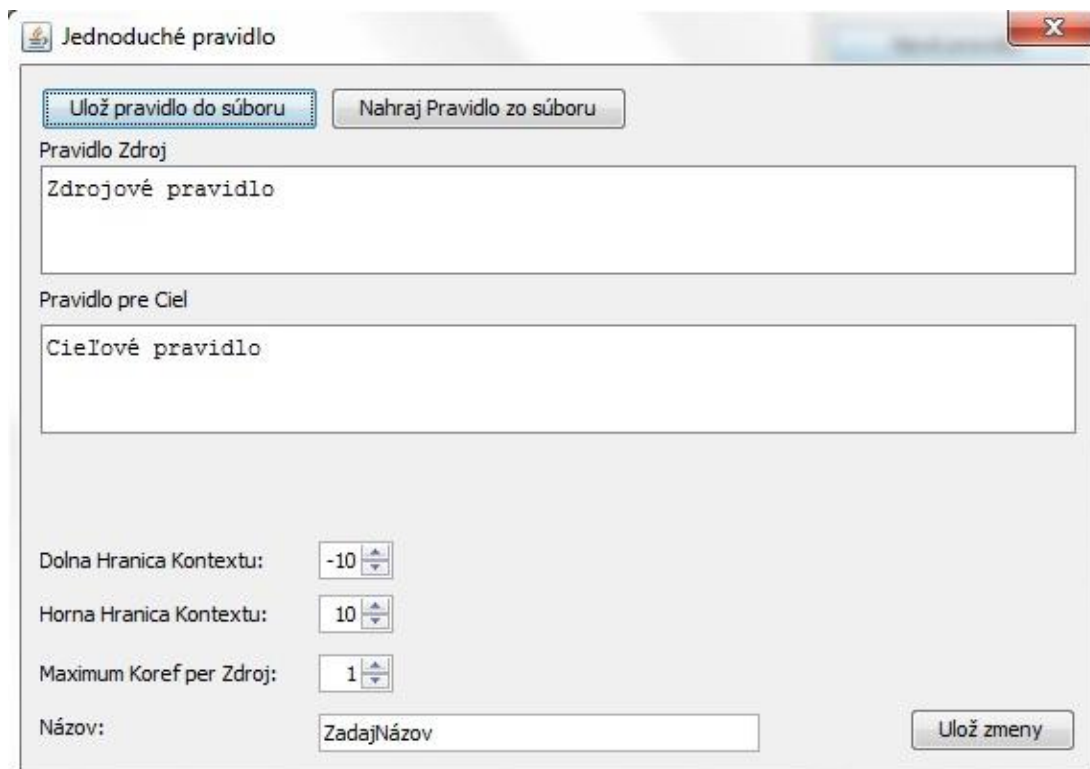 Jednoduché pravidlo
Ulož pravidlo do súboru Nahraj Pravidlo zo súboru
Pravidlo Zdroj
Zdrojové pravidlo
Pravidlo pre Ciel
Cieľové pravidlo
Dolna Hranica Kontextu: -10
Horna Hranica Kontextu: 10
Maximum Koref per Zdroj: 1
Názov: ZadajNázov Ulož zmeny